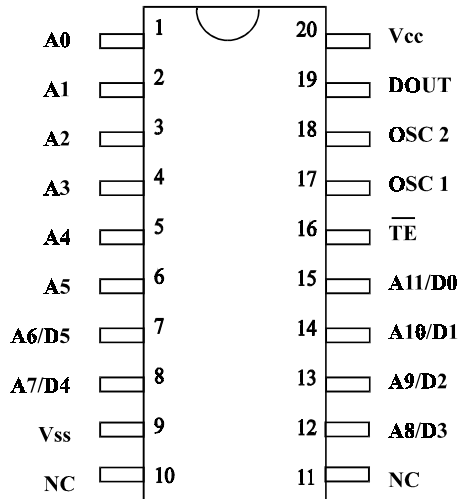 A0 1 20 Vcc
A1 2 19 DOUT
A2 3 18 OSC 2
A3 4 17 OSC 1
A4 5 16 T̅E̅
A5 6 15 A11/D0
A6/D5 7 14 A10/D1
A7/D4 8 13 A9/D2
Vss 9 12 A8/D3
NC 10 11 NC